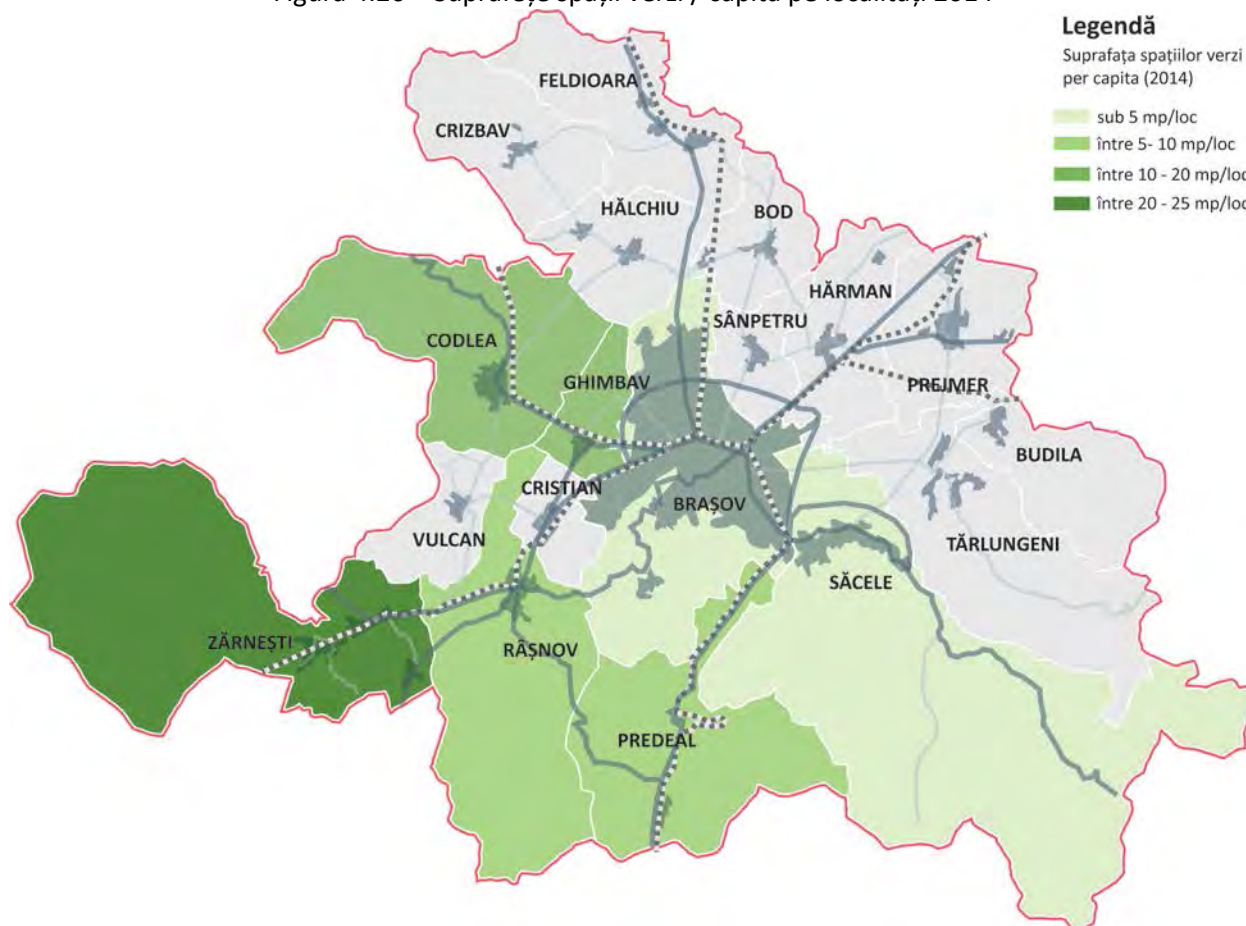 Legendă
Suprafața spațiilor verzi
per capita (2014)
sub 5 mp/loc
între 5- 10 mp/loc
între 10 - 20 mp/loc
între 20 - 25 mp/loc
FELDIOARA
CRIZBAV
HĂLCHIU
BOD
HĂRMAN
SÂNPETRU
CODLEA
GHIMBAV
PREJMER
BUDILA
CRISTIAN
BRAȘOV
VULCAN
TĂRLUNGENI
SĂCELE
ZĂRNEȘTI
RÂȘNOV
PREDEAL